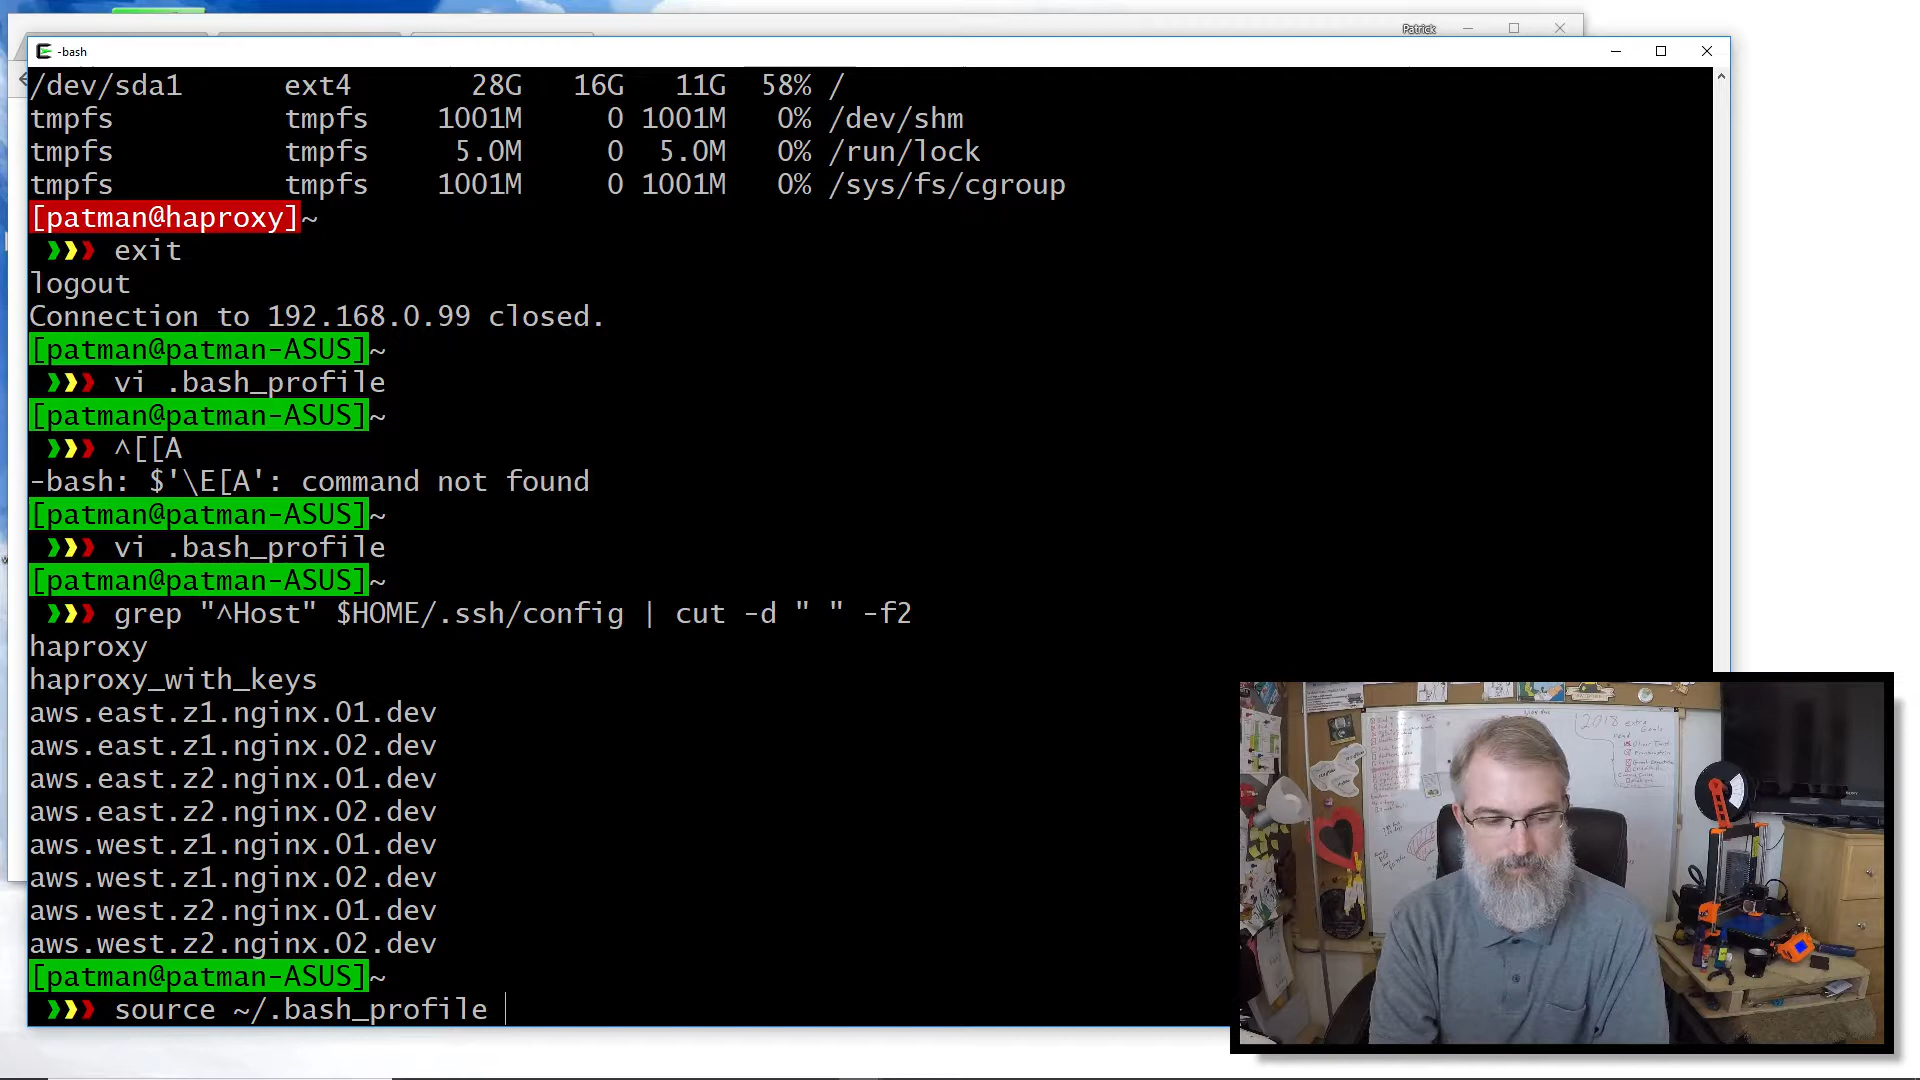 Patrick
-bash
/dev/sda1 ext4 28G 16G 11G 58% /
tmpfs tmpfs 1001M 0 1001M 0% /dev/shm
tmpfs tmpfs 5.0M 0 5.0M 0% /run/lock
tmpfs tmpfs 1001M 0 1001M 0% /sys/fs/cgroup
[patman@haproxy]~
❯❯❯ exit
logout
Connection to 192.168.0.99 closed.
[patman@patman-ASUS]~
❯❯❯ vi .bash_profile
[patman@patman-ASUS]~
❯❯❯ ^[[A
-bash: $'\E[A': command not found
[patman@patman-ASUS]~
❯❯❯ vi .bash_profile
[patman@patman-ASUS]~
❯❯❯ grep "^Host" $HOME/.ssh/config | cut -d " " -f2
haproxy
haproxy_with_keys
aws.east.z1.nginx.01.dev
aws.east.z1.nginx.02.dev
aws.east.z2.nginx.01.dev
aws.east.z2.nginx.02.dev
aws.west.z1.nginx.01.dev
aws.west.z1.nginx.02.dev
aws.west.z2.nginx.01.dev
aws.west.z2.nginx.02.dev
[patman@patman-ASUS]~
❯❯❯ source ~/.bash_profile
2018 extra
Goals